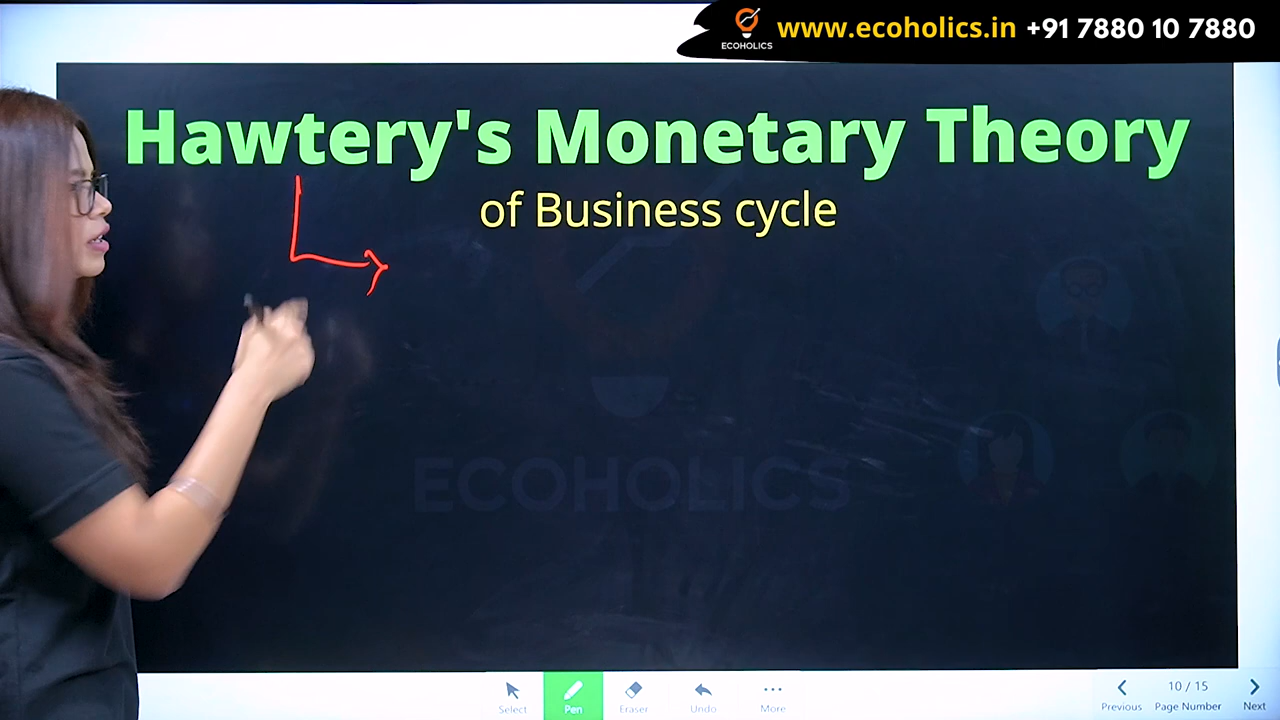 www.ecoholics.in +91 7880 10 7880
ECOHOLICS
Hawtery's Monetary Theory
of Business cycle
ECOHOLICS
Select
Pen
Eraser
Undo
More
Previous
10 / 15
Page Number
Next